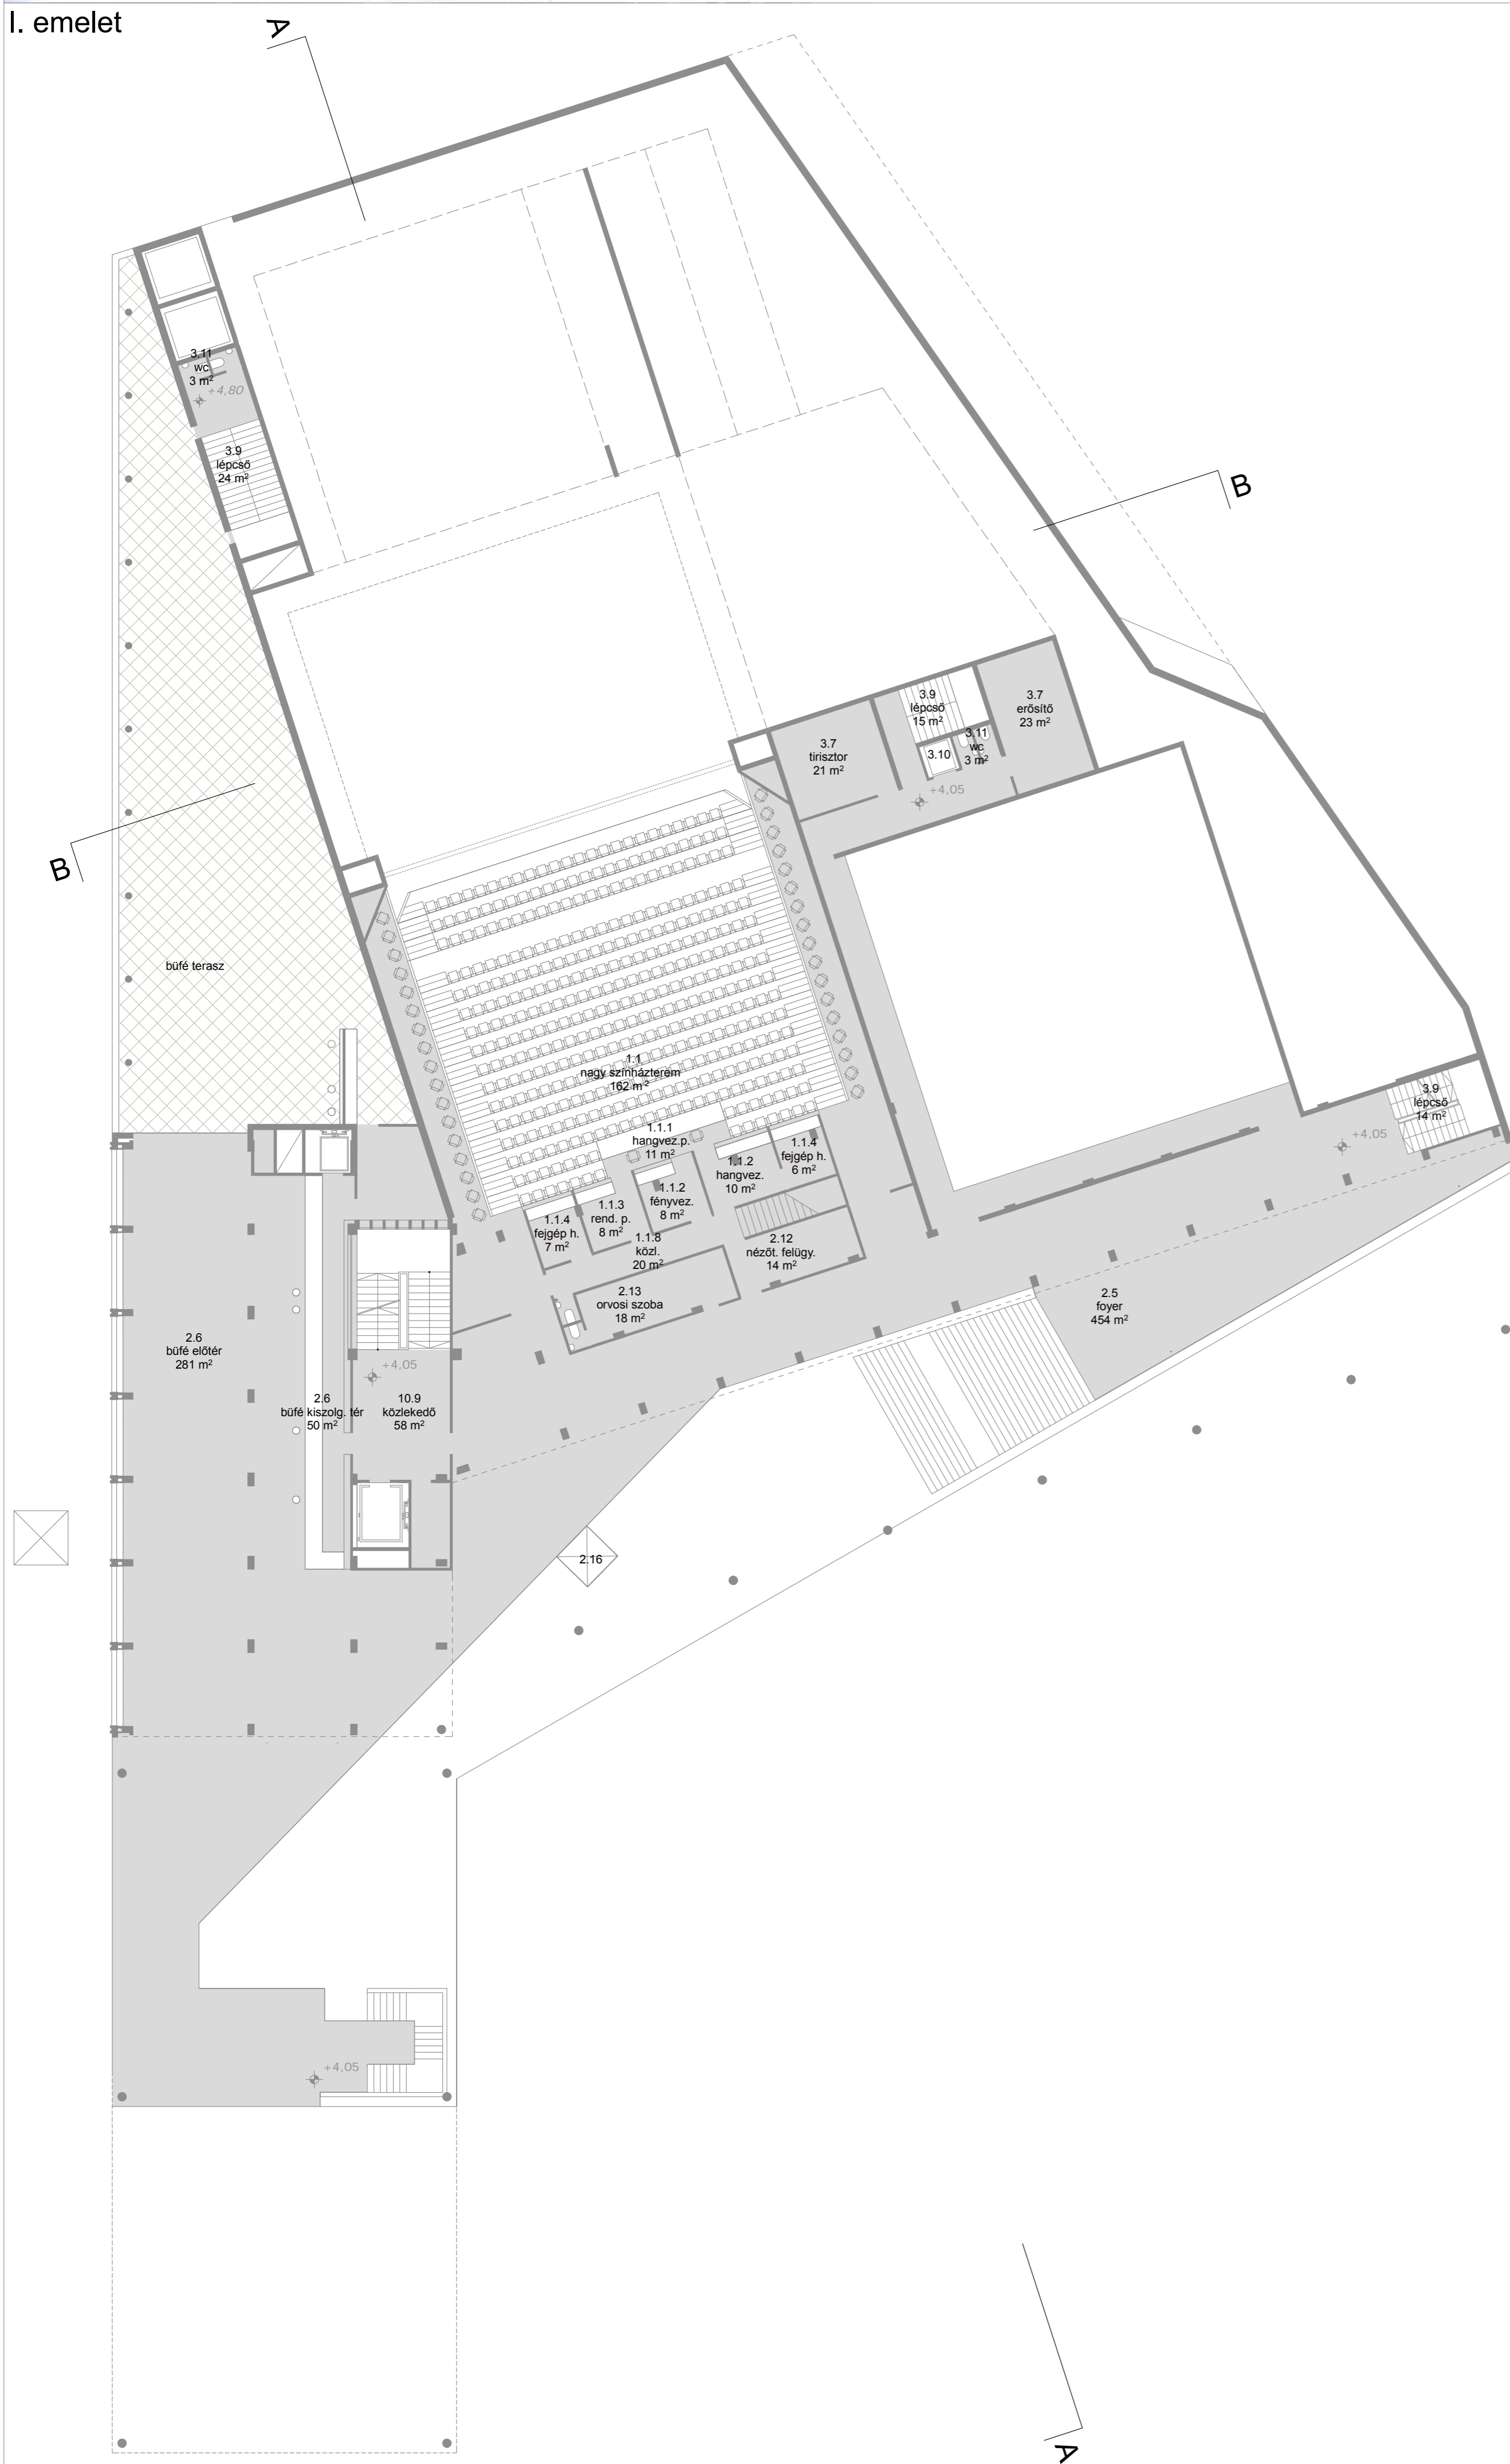 I. emelet
A
3.11
wc
3 m²
+4,80
3.9
lépcső
24 m²
B
3.9
lépcső
15 m²
3.7
erősítő
23 m²
3.7
tirisztor
21 m²
3.10
3.11
wc
3 m²
+4,05
B
büfé terasz
1.1
nagy színházterem
162 m²
3.9
lépcső
14 m²
+4,05
1.1.1
hangvez.p.
11 m²
1.1.2
hangvez.
10 m²
1.1.4
fejgép h.
6 m²
1.1.2
fényvez.
8 m²
1.1.3
rend. p.
8 m²
1.1.4
fejgép h.
7 m²
1.1.8
közl.
20 m²
2.12
nézőt. felügy.
14 m²
2.13
orvosi szoba
18 m²
2.5
foyer
454 m²
2.6
büfé előtér
281 m²
+4,05
2.6
büfé kiszolg. tér
50 m²
10.9
közlekedő
58 m²
2.16
+4,05
A